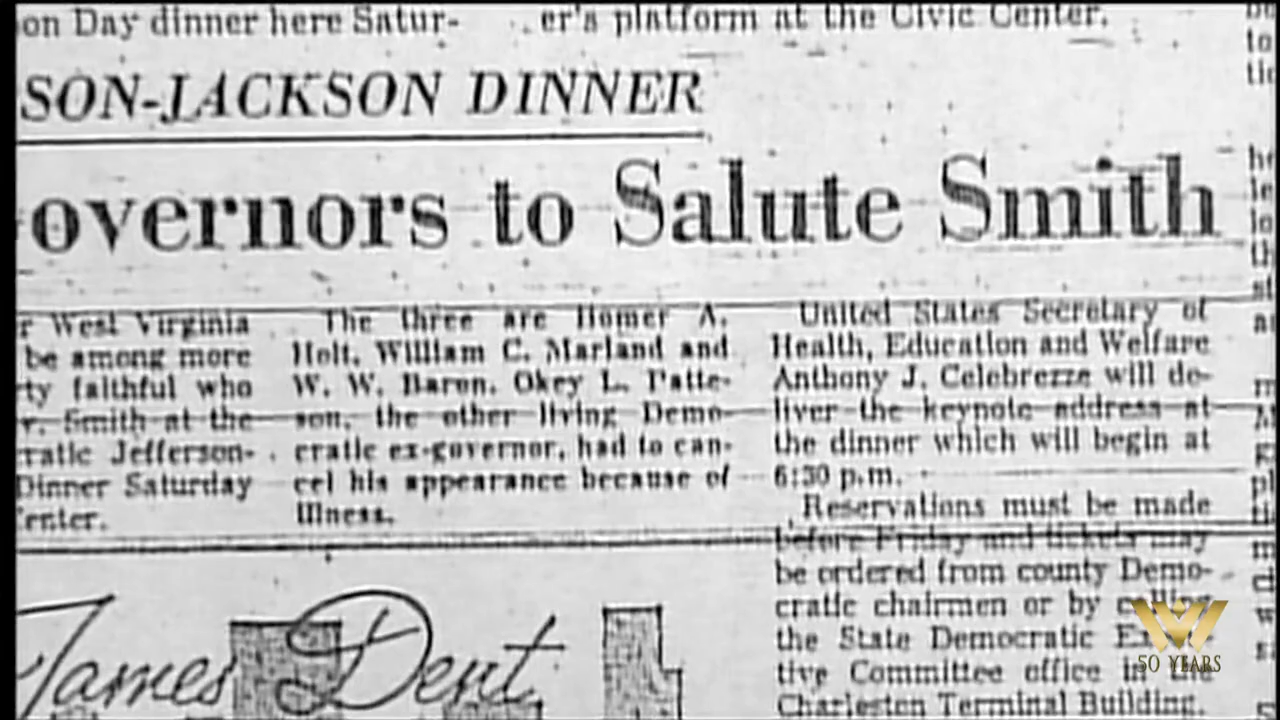 on Day dinner here Satur-
er's platform at the Civic Center.
SON-JACKSON DINNER
overnors to Salute Smith
r West Virginia
be among more
ty faithful who
r. Smith at the
ratic Jefferson-
Dinner Saturday
enter.
The three are Homer A.
Holt, William C. Marland and
W. W. Baron. Okey L. Patte-
son, the other living Demo-
cratic ex-governor, had to can-
cel his appearance because of
illness.
United States Secretary of
Health, Education and Welfare
Anthony J. Celebrezze will de-
liver the keynote address at
the dinner which will begin at
6:30 p.m.
Reservations must be made
before Friday and tickets may
be ordered from county Demo-
cratic chairmen or by calling
the State Democratic
tive Committee office in the
Charleston Terminal Building.
James Dent
50 YEARS